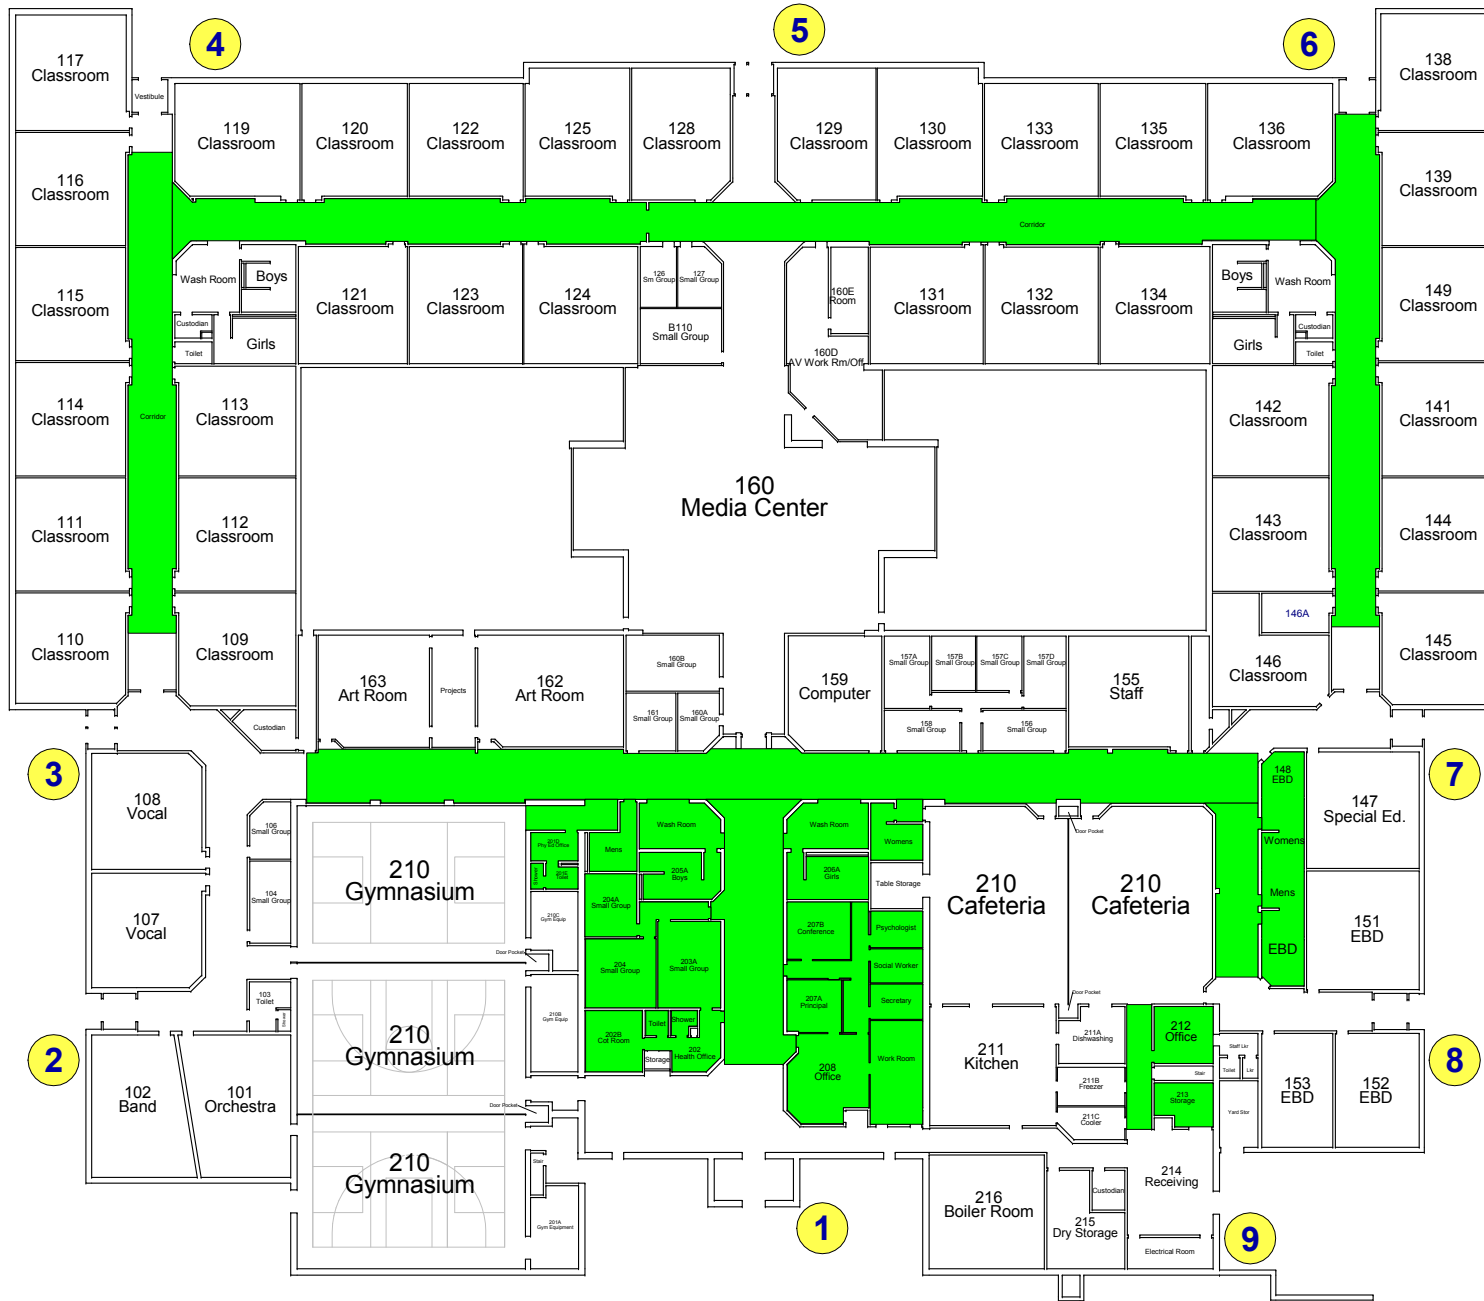 4
5
6
117
Classroom
Vestibule
119
Classroom
120
Classroom
122
Classroom
125
Classroom
128
Classroom
129
Classroom
130
Classroom
133
Classroom
135
Classroom
136
Classroom
138
Classroom
116
Classroom
139
Classroom
Corridor
115
Classroom
Wash Room
Boys
Custodian
Toilet
Girls
121
Classroom
123
Classroom
124
Classroom
126
Sm Group
127
Small Group
B110
Small Group
160E
Room
160D
AV Work Rm/Off
131
Classroom
132
Classroom
134
Classroom
Boys
Wash Room
Girls
Custodian
Toilet
149
Classroom
114
Classroom
Corridor
113
Classroom
142
Classroom
141
Classroom
160
Media Center
111
Classroom
112
Classroom
143
Classroom
144
Classroom
110
Classroom
109
Classroom
146A
146
Classroom
145
Classroom
163
Art Room
Projects
162
Art Room
160B
Small Group
161
Small Group
160A
Small Group
159
Computer
157A
Small Group
157B
Small Group
157C
Small Group
157D
Small Group
158
Small Group
156
Small Group
155
Staff
Custodian
3
7
108
Vocal
106
Small Group
104
Small Group
107
Vocal
210
Gymnasium
201D
Phy Ed Office
Shower
201E
Toilet
210C
Gym Equip
Door Pocket
Mens
Wash Room
205A
Boys
204A
Small Group
204
Small Group
203A
Small Group
Wash Room
206A
Girls
Womens
Table Storage
207B
Conference
Psychologist
Social Worker
Secretary
207A
Principal
210
Cafeteria
210
Cafeteria
Door Pocket
Door Pocket
148
EBD
Womens
Mens
EBD
147
Special Ed.
151
EBD
103
Toilet
Shower
210
Gymnasium
210B
Gym Equip
202B
Cot Room
Toilet
Shower
202
Health Office
Storage
208
Office
Work Room
211
Kitchen
211A
Dishwashing
211B
Freezer
211C
Cooler
212
Office
Stair
213
Storage
Staff Lkr
Toilet
Lkr
Yard Stor
153
EBD
152
EBD
2
8
102
Band
101
Orchestra
Door Pocket
210
Gymnasium
Stair
201A
Gym Equipment
1
216
Boiler Room
Custodian
215
Dry Storage
214
Receiving
Electrical Room
9